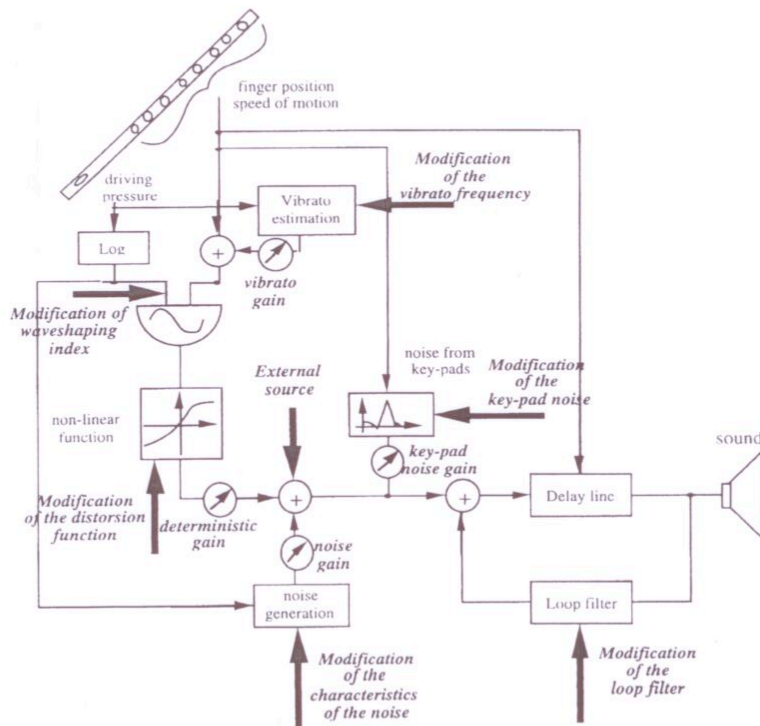 finger position
speed of motion
driving
pressure
Modification
of the
vibrato frequency
Vibrato
estimation
Log
+
vibrato
gain
Modification of
waveshaping
index
External
source
noise from
key-pads
Modification
of the
key-pad noise
non-linear
function
key-pad
noise gain
sound
Modification
of the distorsion
function
deterministic
gain
+
+
Delay line
noise
gain
noise
generation
Loop filter
Modification
of the
characteristics
of the noise
Modification
of the
loop filter